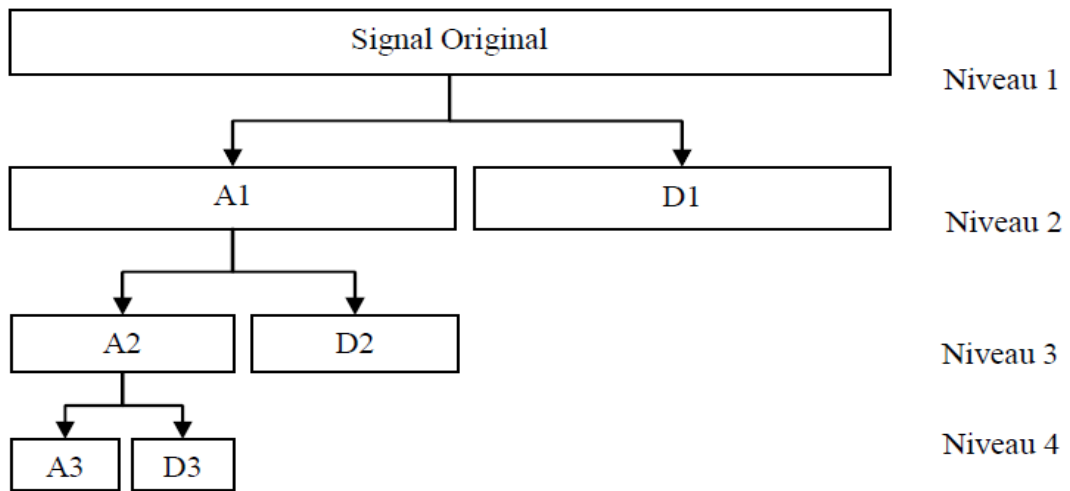 Signal Original
Niveau 1
A1
D1
Niveau 2
A2
D2
Niveau 3
A3
D3
Niveau 4